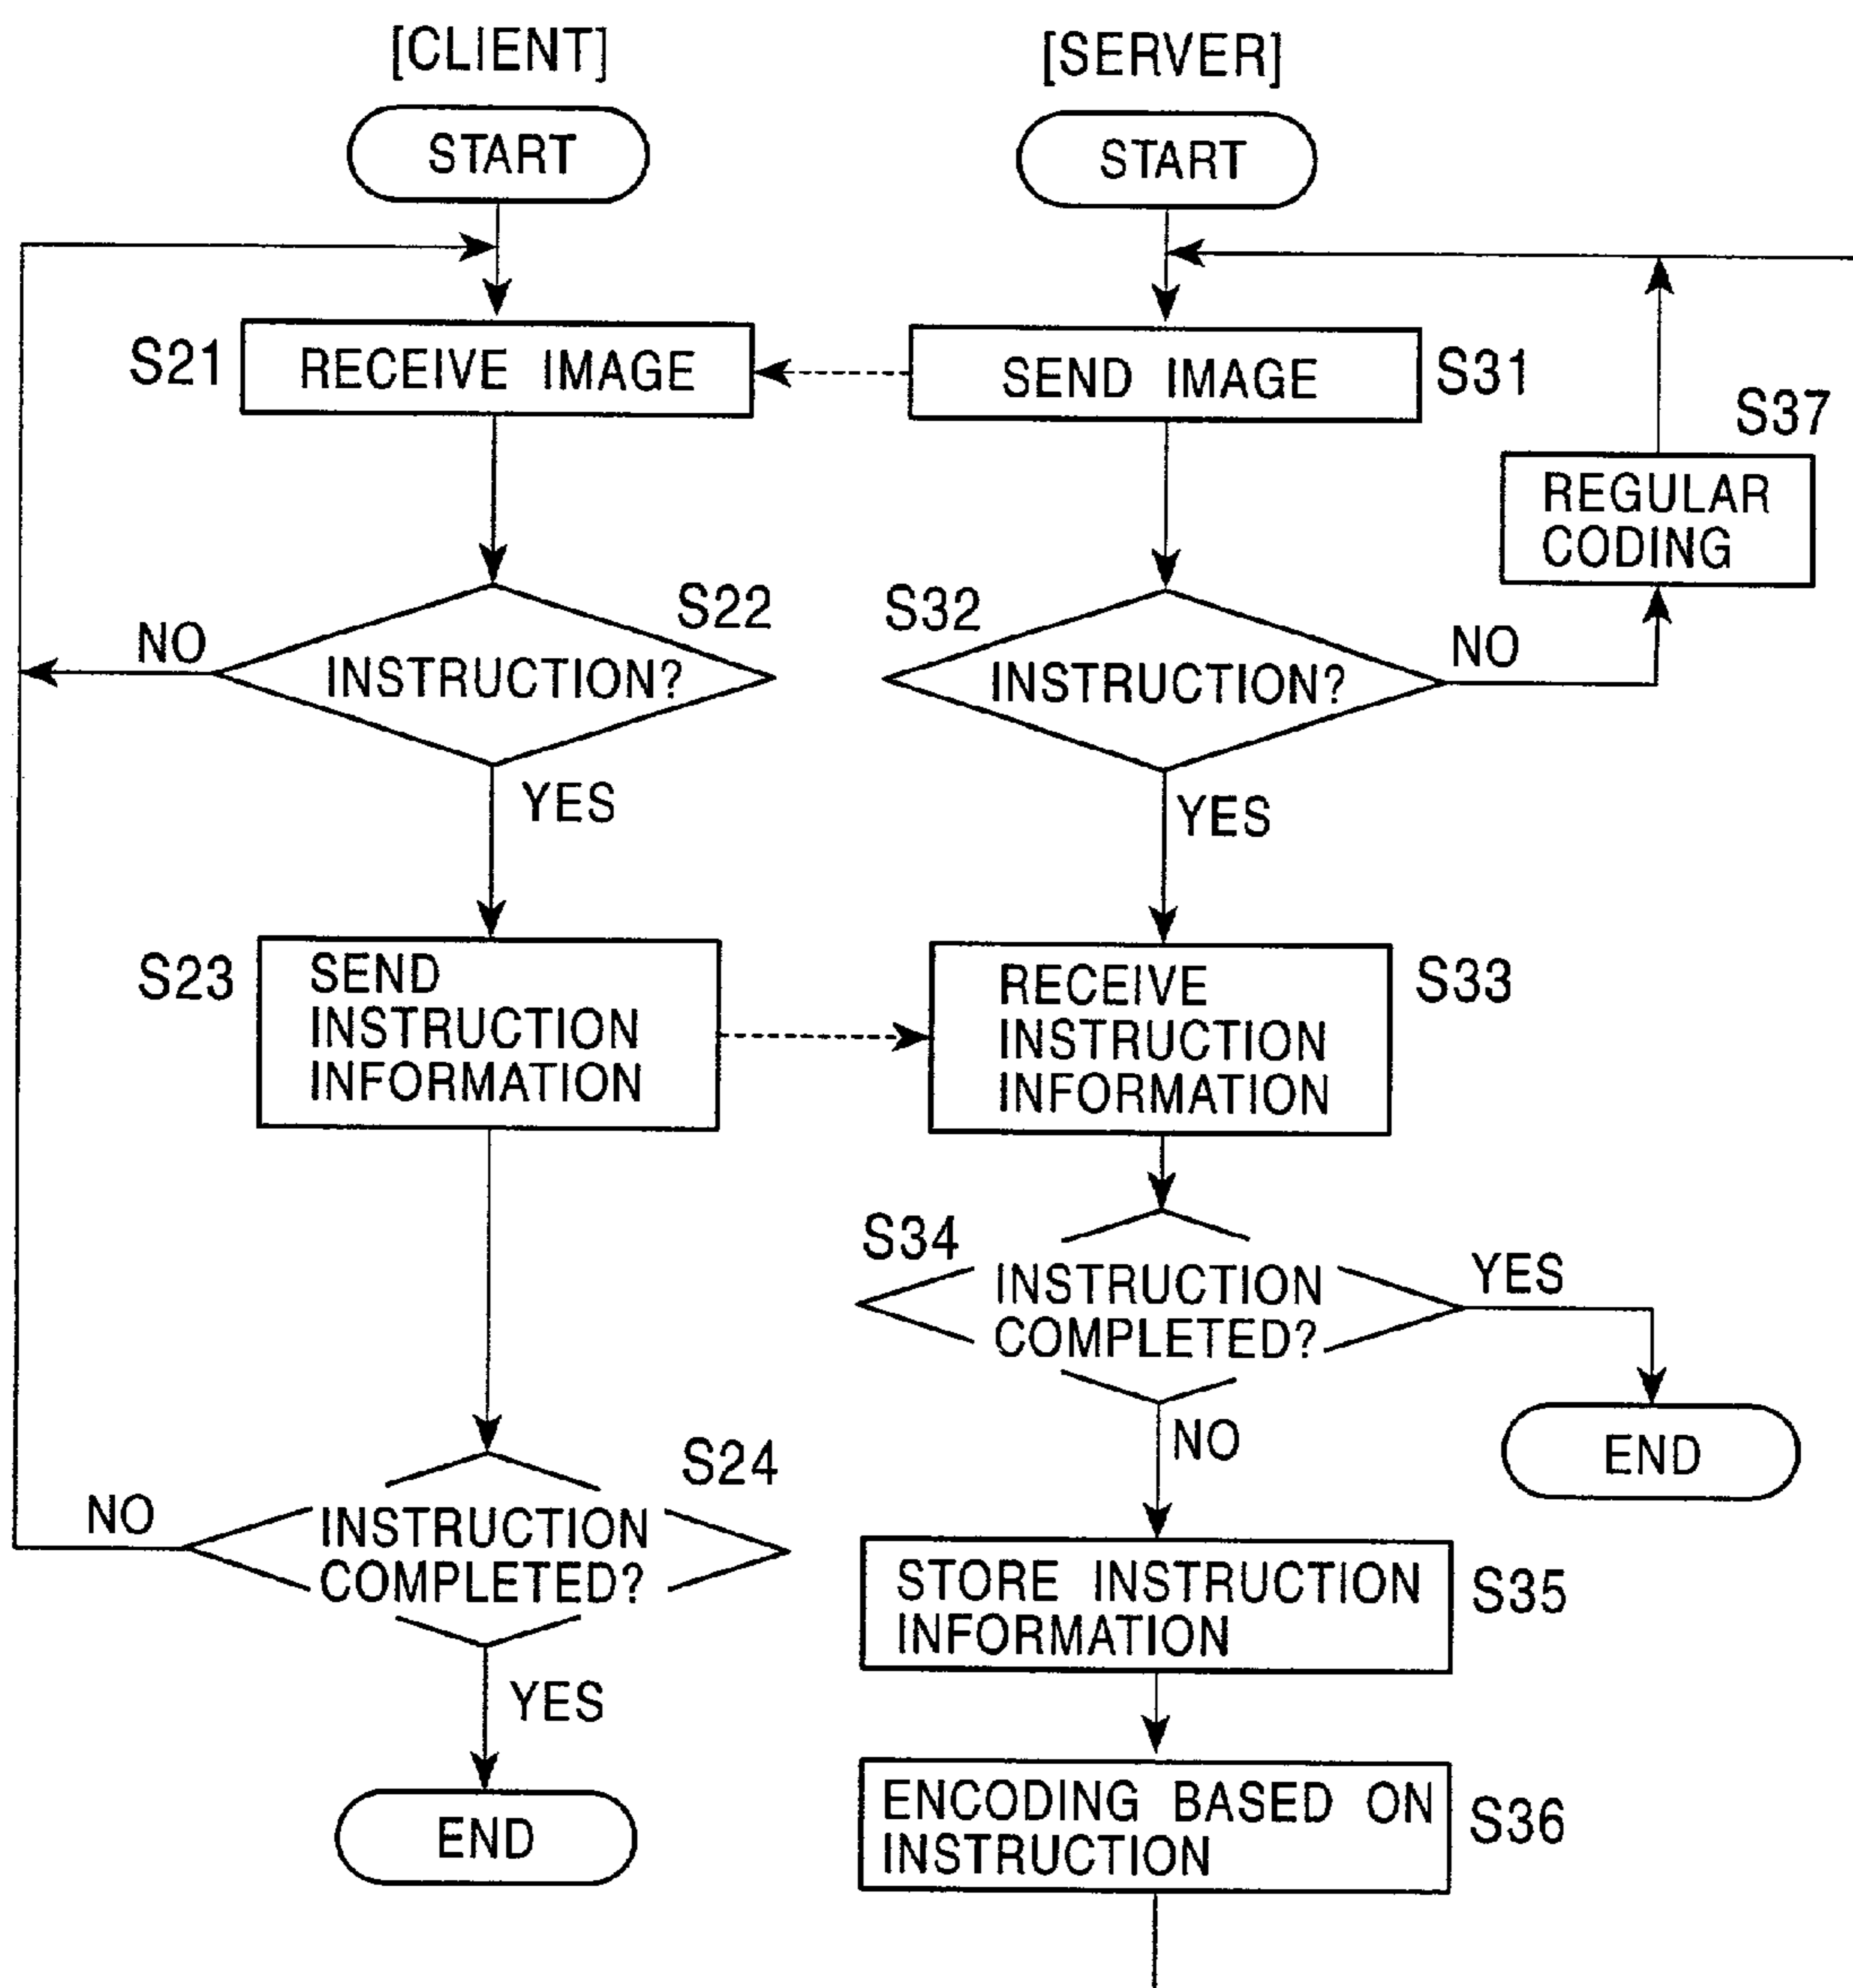 [CLIENT]
START
S21
RECEIVE IMAGE
S22
INSTRUCTION?
NO
YES
S23
SEND
INSTRUCTION
INFORMATION
S24
INSTRUCTION
COMPLETED?
NO
YES
END
[SERVER]
START
SEND IMAGE
S31
S37
REGULAR
CODING
S32
INSTRUCTION?
NO
YES
RECEIVE
INSTRUCTION
INFORMATION
S33
S34
INSTRUCTION
COMPLETED?
YES
END
NO
STORE INSTRUCTION
INFORMATION
S35
ENCODING BASED ON
INSTRUCTION
S36